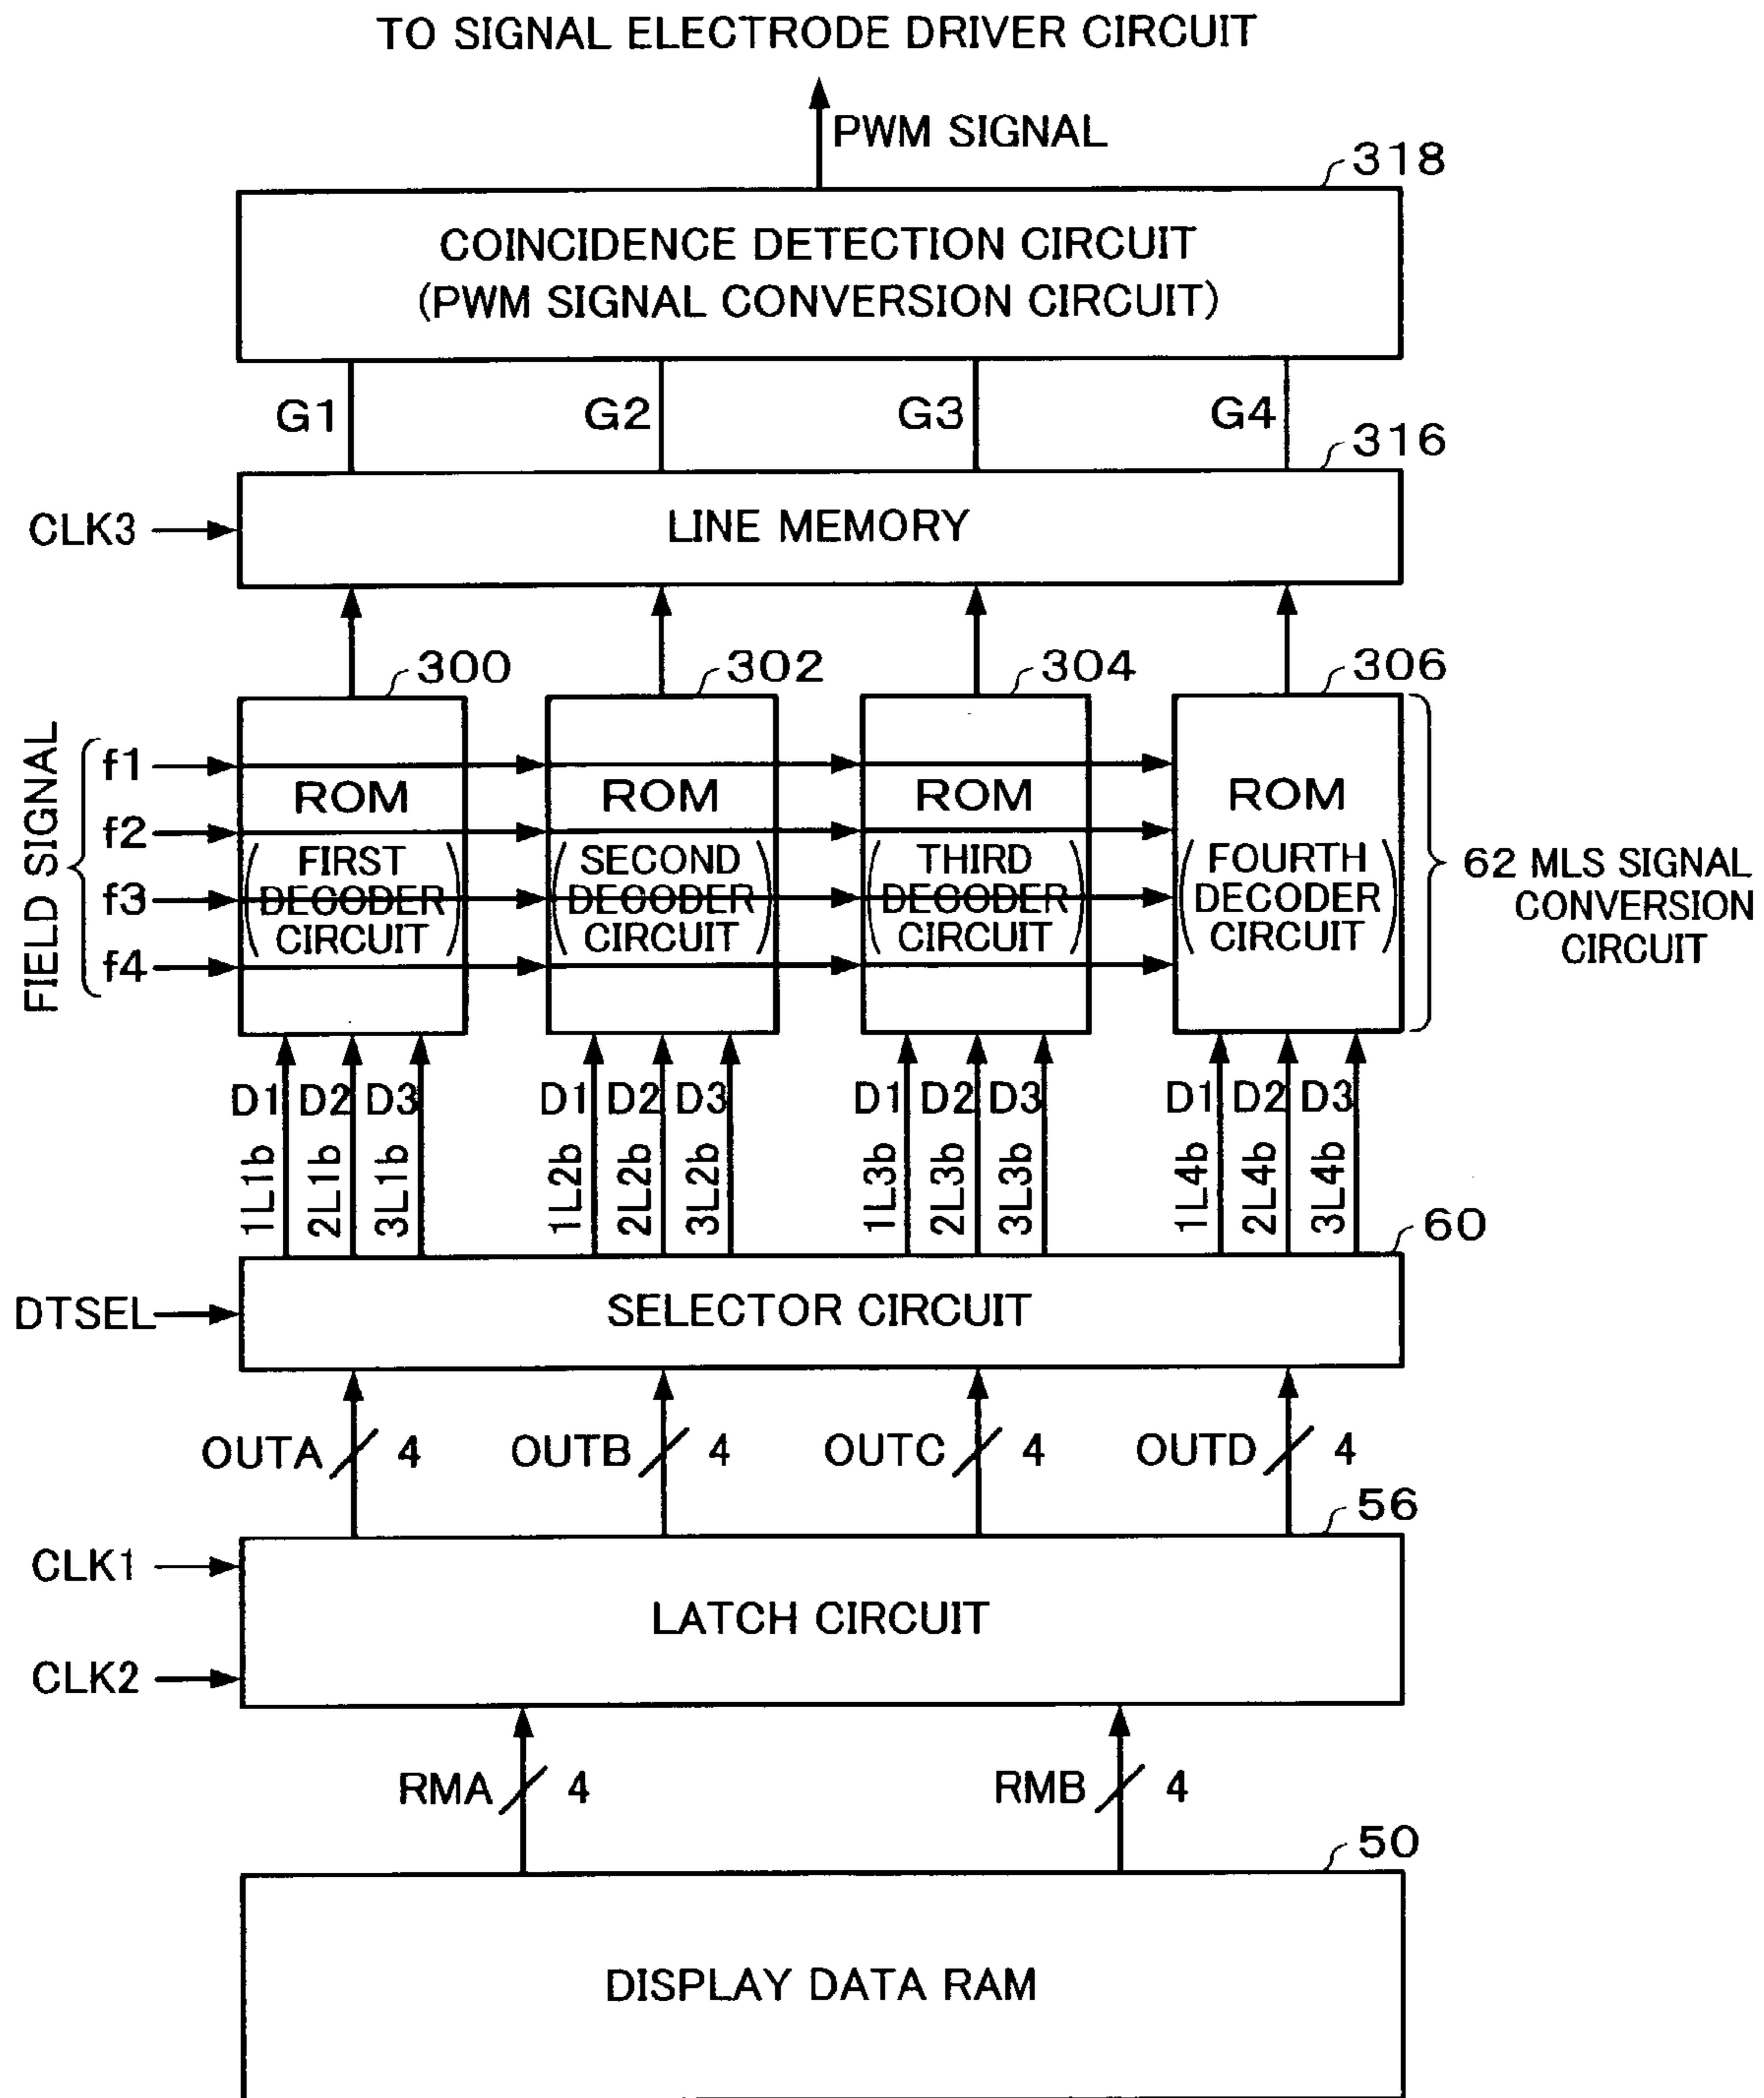 TO SIGNAL ELECTRODE DRIVER CIRCUIT
PWM SIGNAL
318
COINCIDENCE DETECTION CIRCUIT
(PWM SIGNAL CONVERSION CIRCUIT)
G1 G2 G3 G4
316
CLK3
LINE MEMORY
300 302 304 306
FIELD SIGNAL
f1
f2
f3
f4
ROM
(FIRST
DECODER
CIRCUIT)
ROM
(SECOND
DECODER
CIRCUIT)
ROM
(THIRD
DECODER
CIRCUIT)
ROM
(FOURTH
DECODER
CIRCUIT)
62 MLS SIGNAL
CONVERSION
CIRCUIT
D1 D2 D3 D1 D2 D3 D1 D2 D3 D1 D2 D3
1L1b 2L1b 3L1b 1L2b 2L2b 3L2b 1L3b 2L3b 3L3b 1L4b 2L4b 3L4b
60
DTSEL
SELECTOR CIRCUIT
OUTA 4 OUTB 4 OUTC 4 OUTD 4
56
CLK1
LATCH CIRCUIT
CLK2
RMA 4 RMB 4
50
DISPLAY DATA RAM